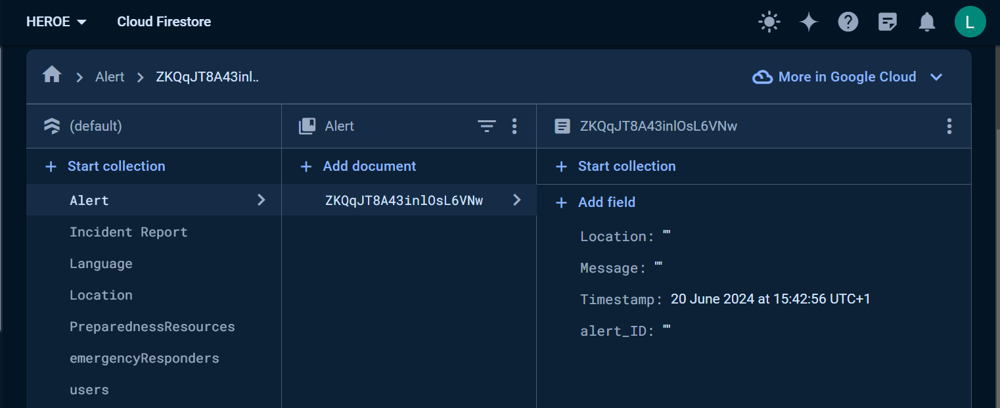 HEROE Cloud Firestore L
Alert ZKQqJT8A43inl.. More in Google Cloud
(default) Alert ZKQqJT8A43inlOsL6VNw
+ Start collection + Add document + Start collection
Alert ZKQqJT8A43inlOsL6VNw + Add field
Incident Report Location: ""
Language Message: ""
Location Timestamp: 20 June 2024 at 15:42:56 UTC+1
PreparednessResources alert_ID: ""
emergencyResponders
users